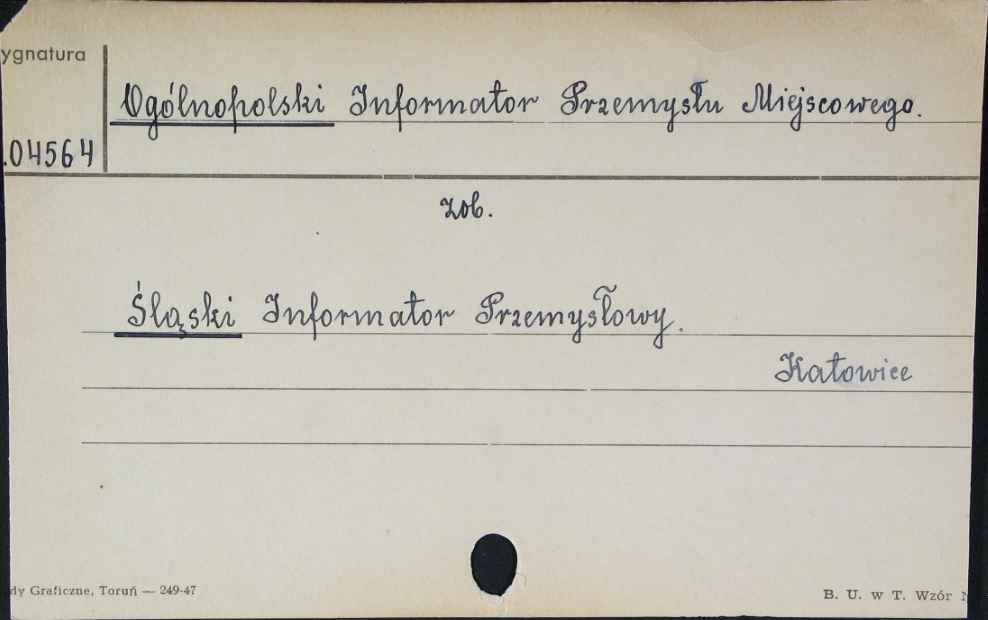 ygnatura
Ogólnopolski Informator Przemysłu Miejscowego.
.04564
zob.
Śląski Informator Przemysłowy.
Katowice
dy Graficzne, Toruń — 249-47
B. U. w T. Wzór